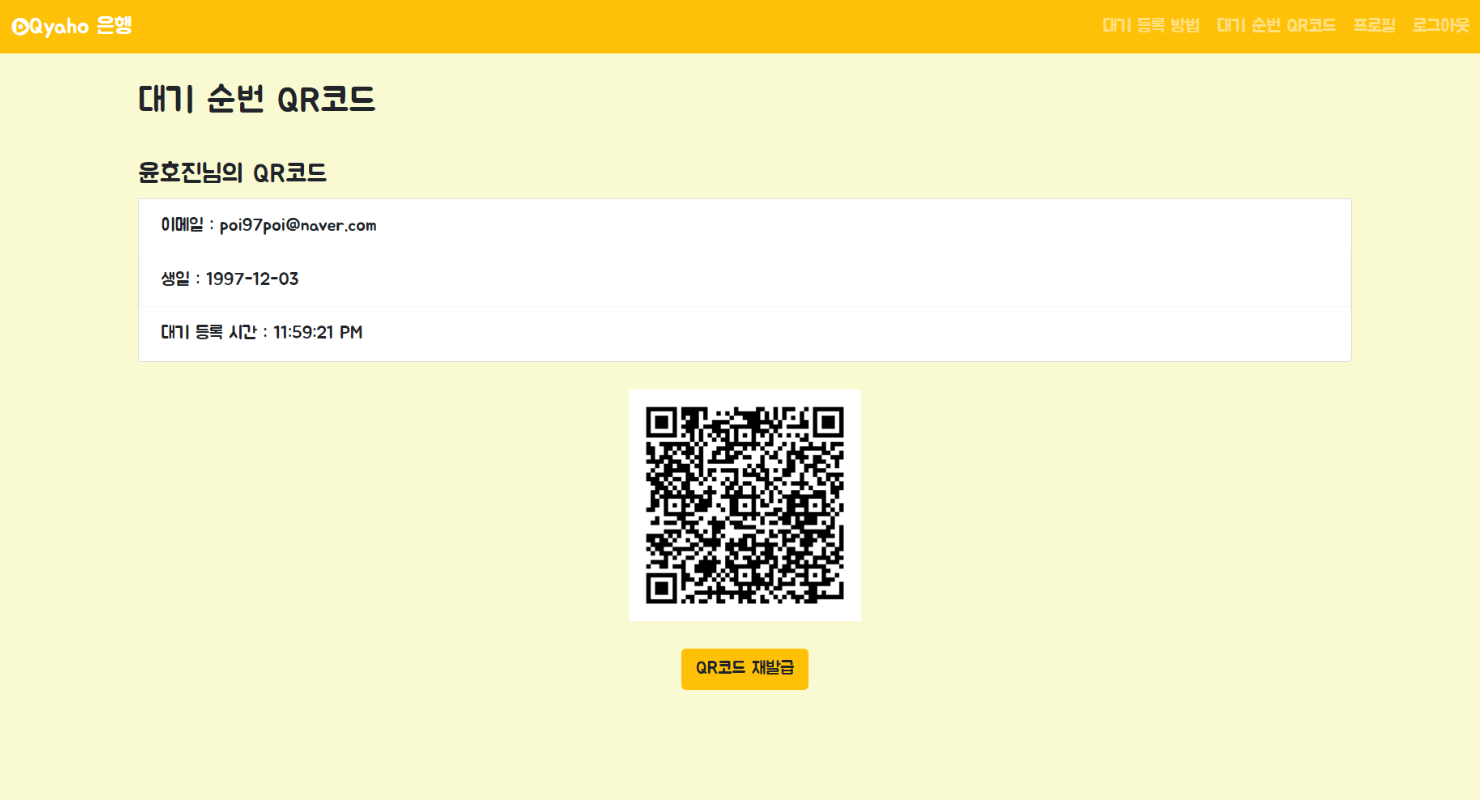 Qyaho 은행
대기 등록 방법 대기 순번 QR코드 프로필 로그아웃
대기 순번 QR코드
윤호진님의 QR코드
이메일 : poi97poi@naver.com
생일 : 1997-12-03
대기 등록 시간 : 11:59:21 PM
QR코드 재발급